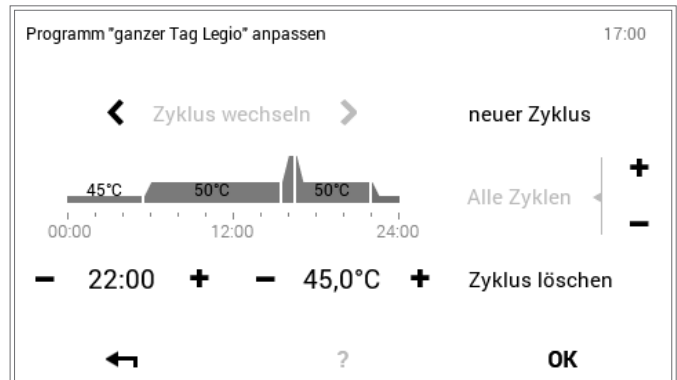 Programm "ganzer Tag Legio" anpassen 17:00
Zyklus wechseln neuer Zyklus
45°C 50°C 50°C
Alle Zyklen
00:00 12:00 24:00
− 22:00 + − 45,0°C + Zyklus löschen
? OK